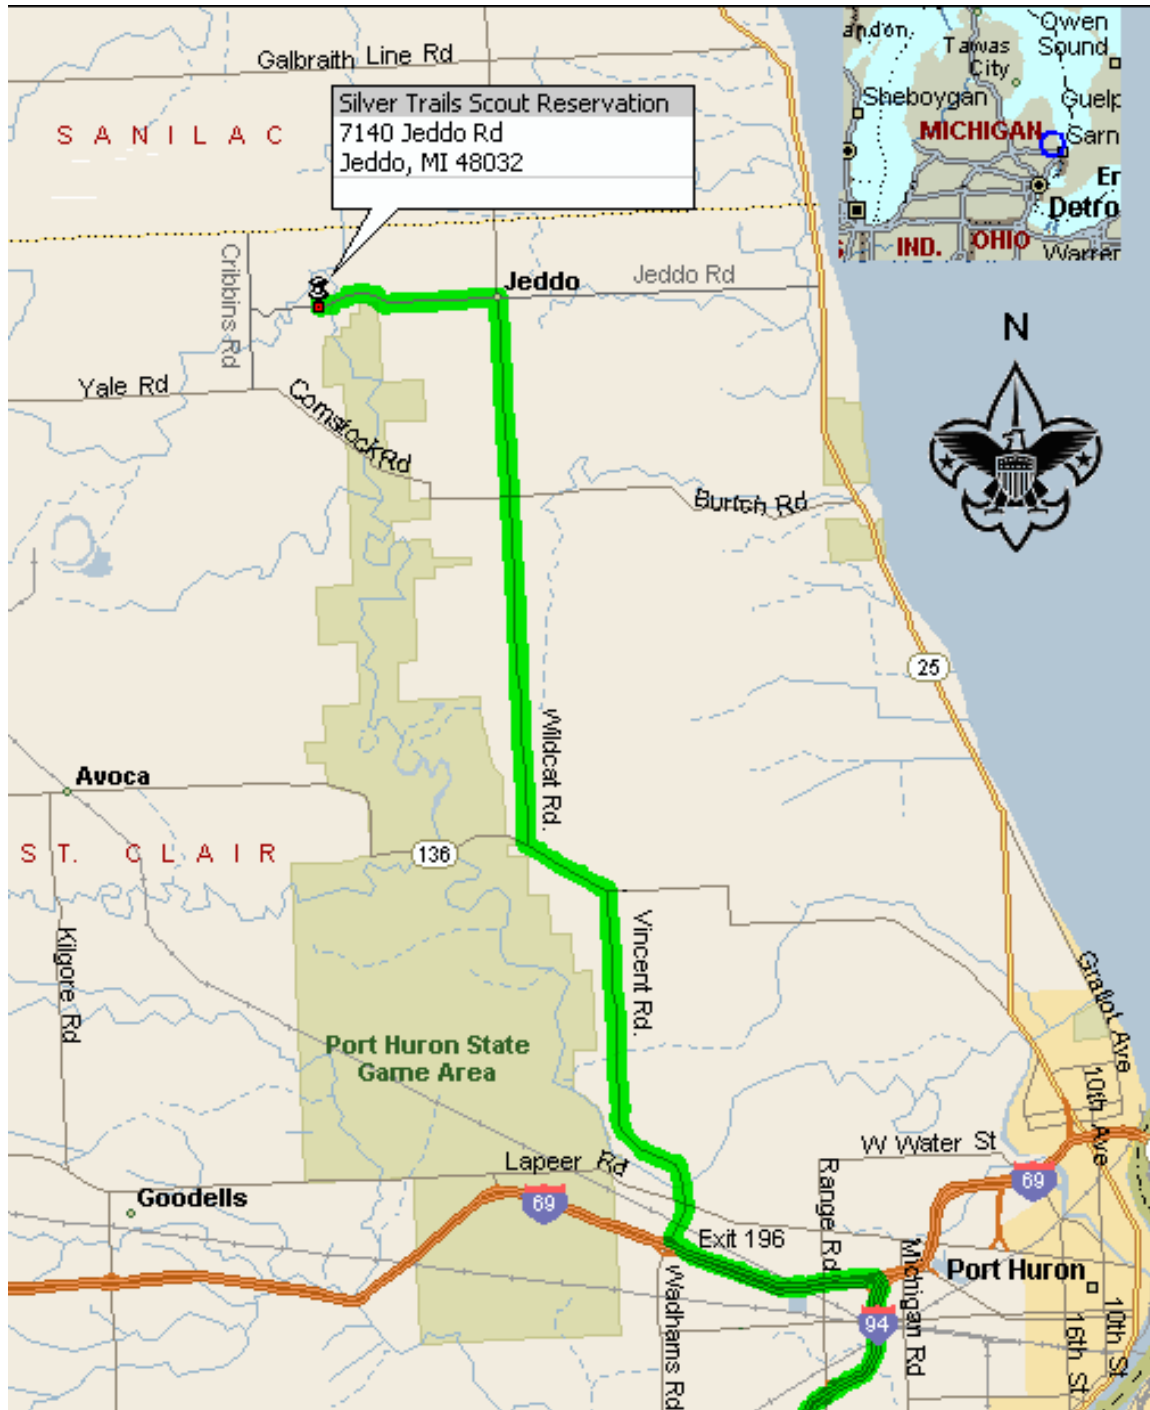 Galbraith Line Rd
Silver Trails Scout Reservation
7140 Jeddo Rd
Jeddo, MI 48032
SANILAC
Owen
Sound
Tawas
City
Sheboygan
Guelp
MICHIGAN
Sarn
Er
Detro
IND.
OHIO
Warrer
Cribbins Rd
Jeddo
Jeddo Rd
N
Yale Rd
Comstock Rd
Burtch Rd
25
Wildcat Rd.
Avoca
ST. CLAIR
136
Kilgore Rd
Vincent Rd.
Gratiot Ave
Port Huron State
Game Area
10th Ave
W Water St
Lapeer Rd
Range Rd
69
69
Goodells
Exit 196
Michigan Rd
Port Huron
Wadhams Rd
94
16th St
10th St